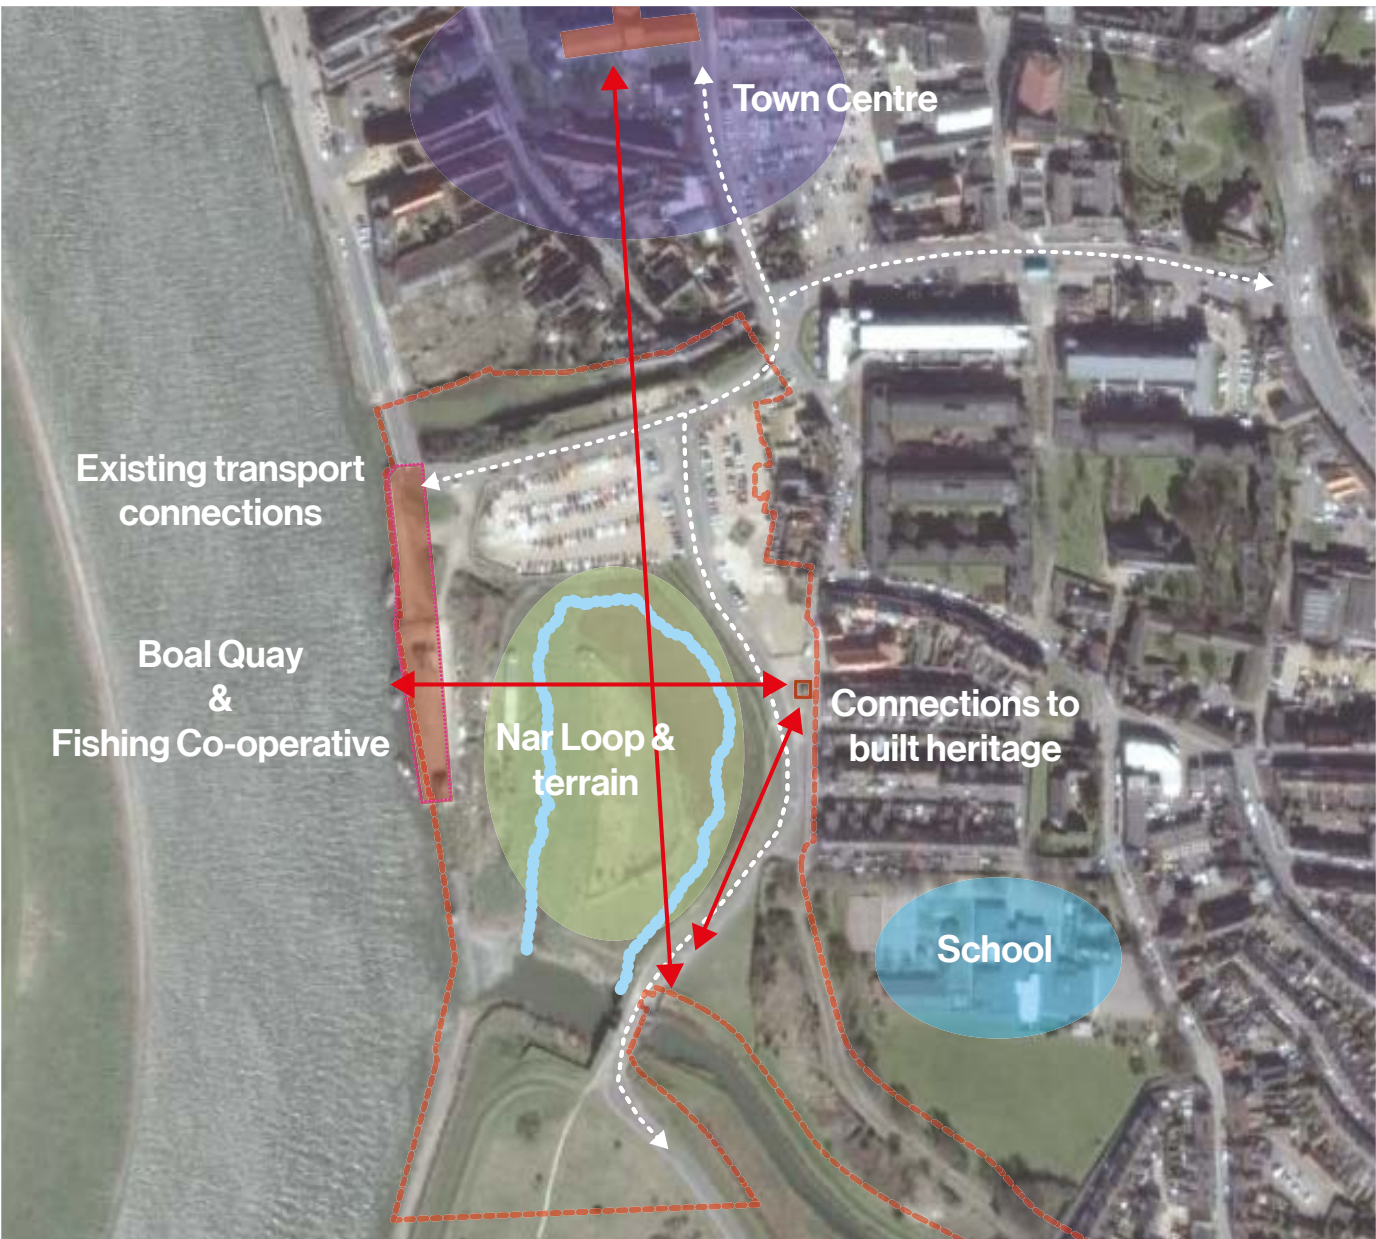 Town Centre
Existing transport
connections
Boal Quay
&
Fishing Co-operative
Nar Loop &
terrain
Connections to
built heritage
School